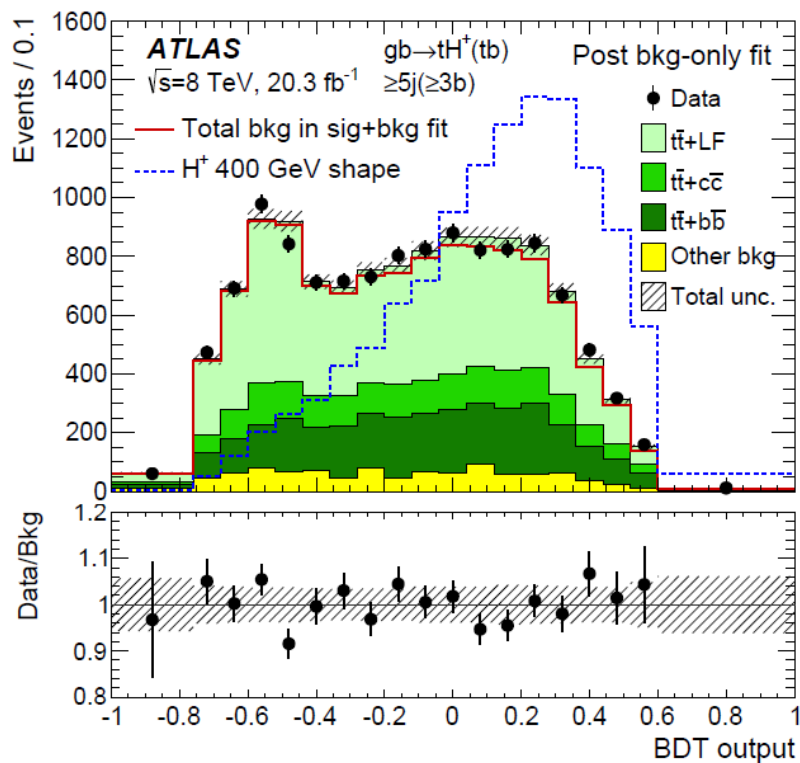 ATLAS
√s=8 TeV, 20.3 fb⁻¹
gb→tH⁺(tb)
≥5j(≥3b)
Total bkg in sig+bkg fit
H⁺ 400 GeV shape
Post bkg-only fit
Data
tt̄+LF
tt̄+cc̄
tt̄+bb̄
Other bkg
Total unc.
Events / 0.1
1600
1400
1200
1000
800
600
400
200
0
Data/Bkg
1.2
1.1
1
0.9
0.8
-1 -0.8 -0.6 -0.4 -0.2 0 0.2 0.4 0.6 0.8 1
BDT output